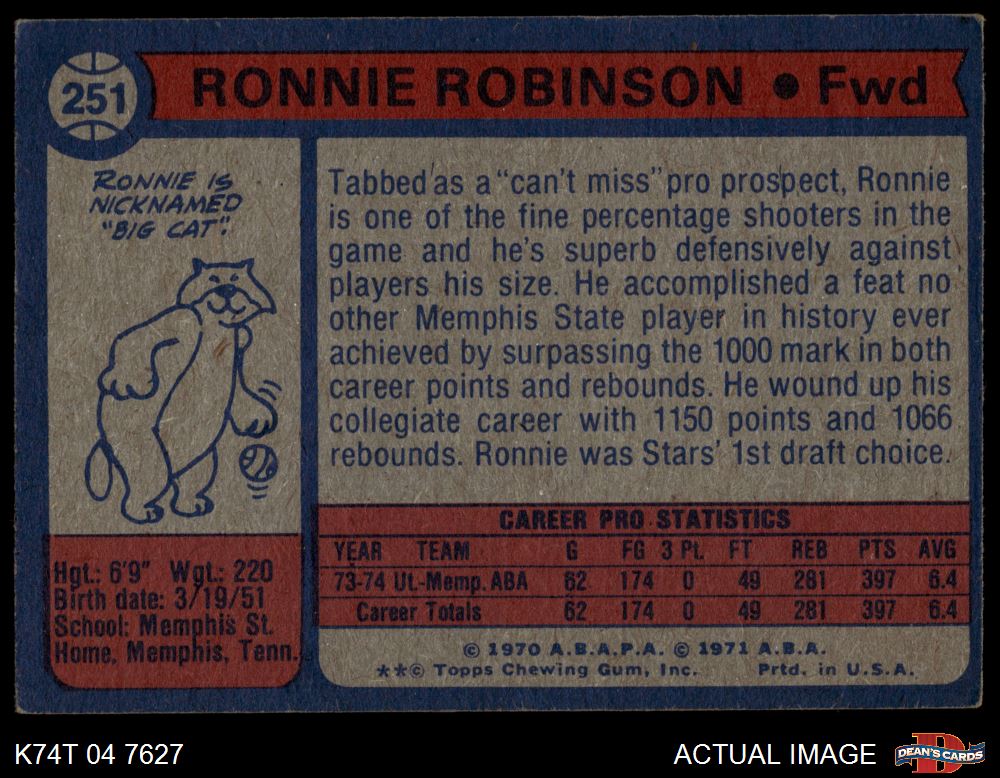 251
RONNIE ROBINSON ● Fwd
RONNIE IS
NICKNAMED
"BIG CAT".
Tabbed as a "can't miss" pro prospect, Ronnie
is one of the fine percentage shooters in the
game and he's superb defensively against
players his size. He accomplished a feat no
other Memphis State player in history ever
achieved by surpassing the 1000 mark in both
career points and rebounds. He wound up his
collegiate career with 1150 points and 1066
rebounds. Ronnie was Stars' 1st draft choice.
Hgt.: 6'9" Wgt.: 220
Birth date: 3/19/51
School: Memphis St.
Home, Memphis, Tenn.
CAREER PRO STATISTICS
YEAR TEAM G FG 3 Pt. FT REB PTS AVG
73-74 Ut.-Memp. ABA 62 174 0 49 281 397 6.4
Career Totals 62 174 0 49 281 397 6.4
© 1970 A.B.A.P.A. © 1971 A.B.A.
**© Topps Chewing Gum, Inc. Prtd. in U.S.A.
K74T 04 7627
ACTUAL IMAGE
D
DEAN'S CARDS